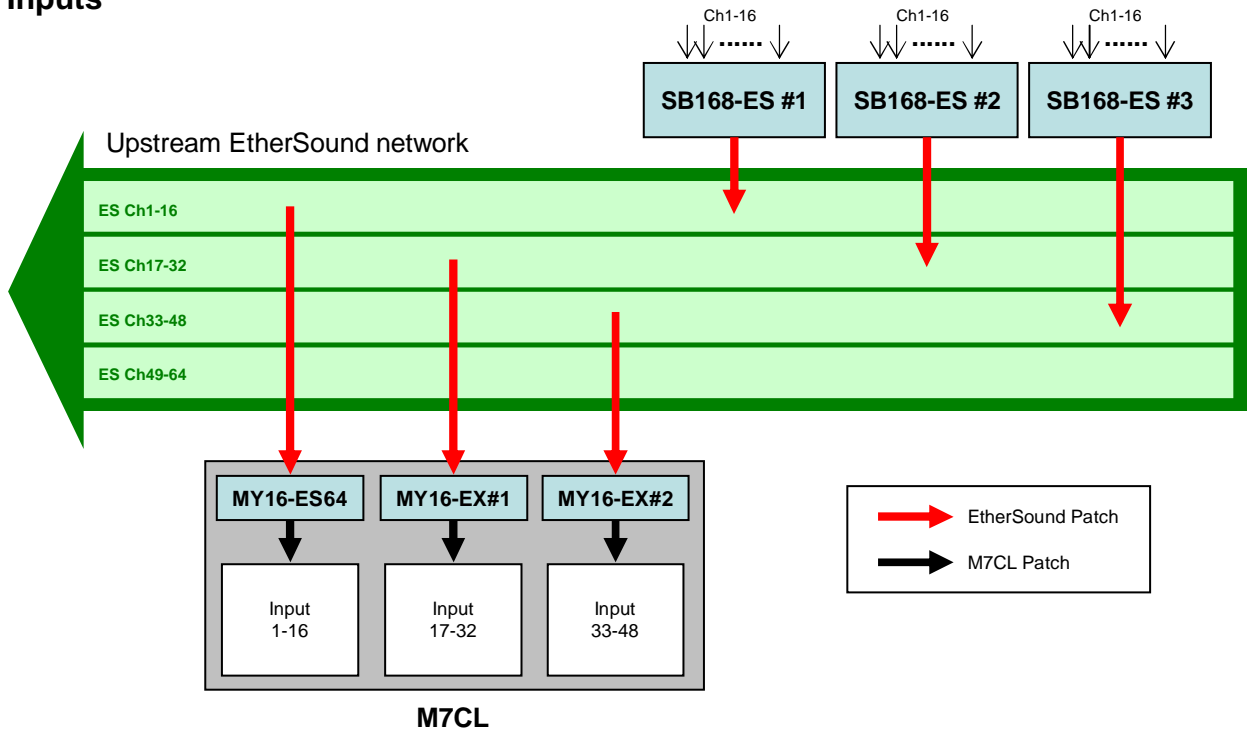 Inputs
Ch1-16
Ch1-16
Ch1-16
SB168-ES #1
SB168-ES #2
SB168-ES #3
Upstream EtherSound network
ES Ch1-16
ES Ch17-32
ES Ch33-48
ES Ch49-64
MY16-ES64
MY16-EX#1
MY16-EX#2
Input
1-16
Input
17-32
Input
33-48
M7CL
EtherSound Patch
M7CL Patch